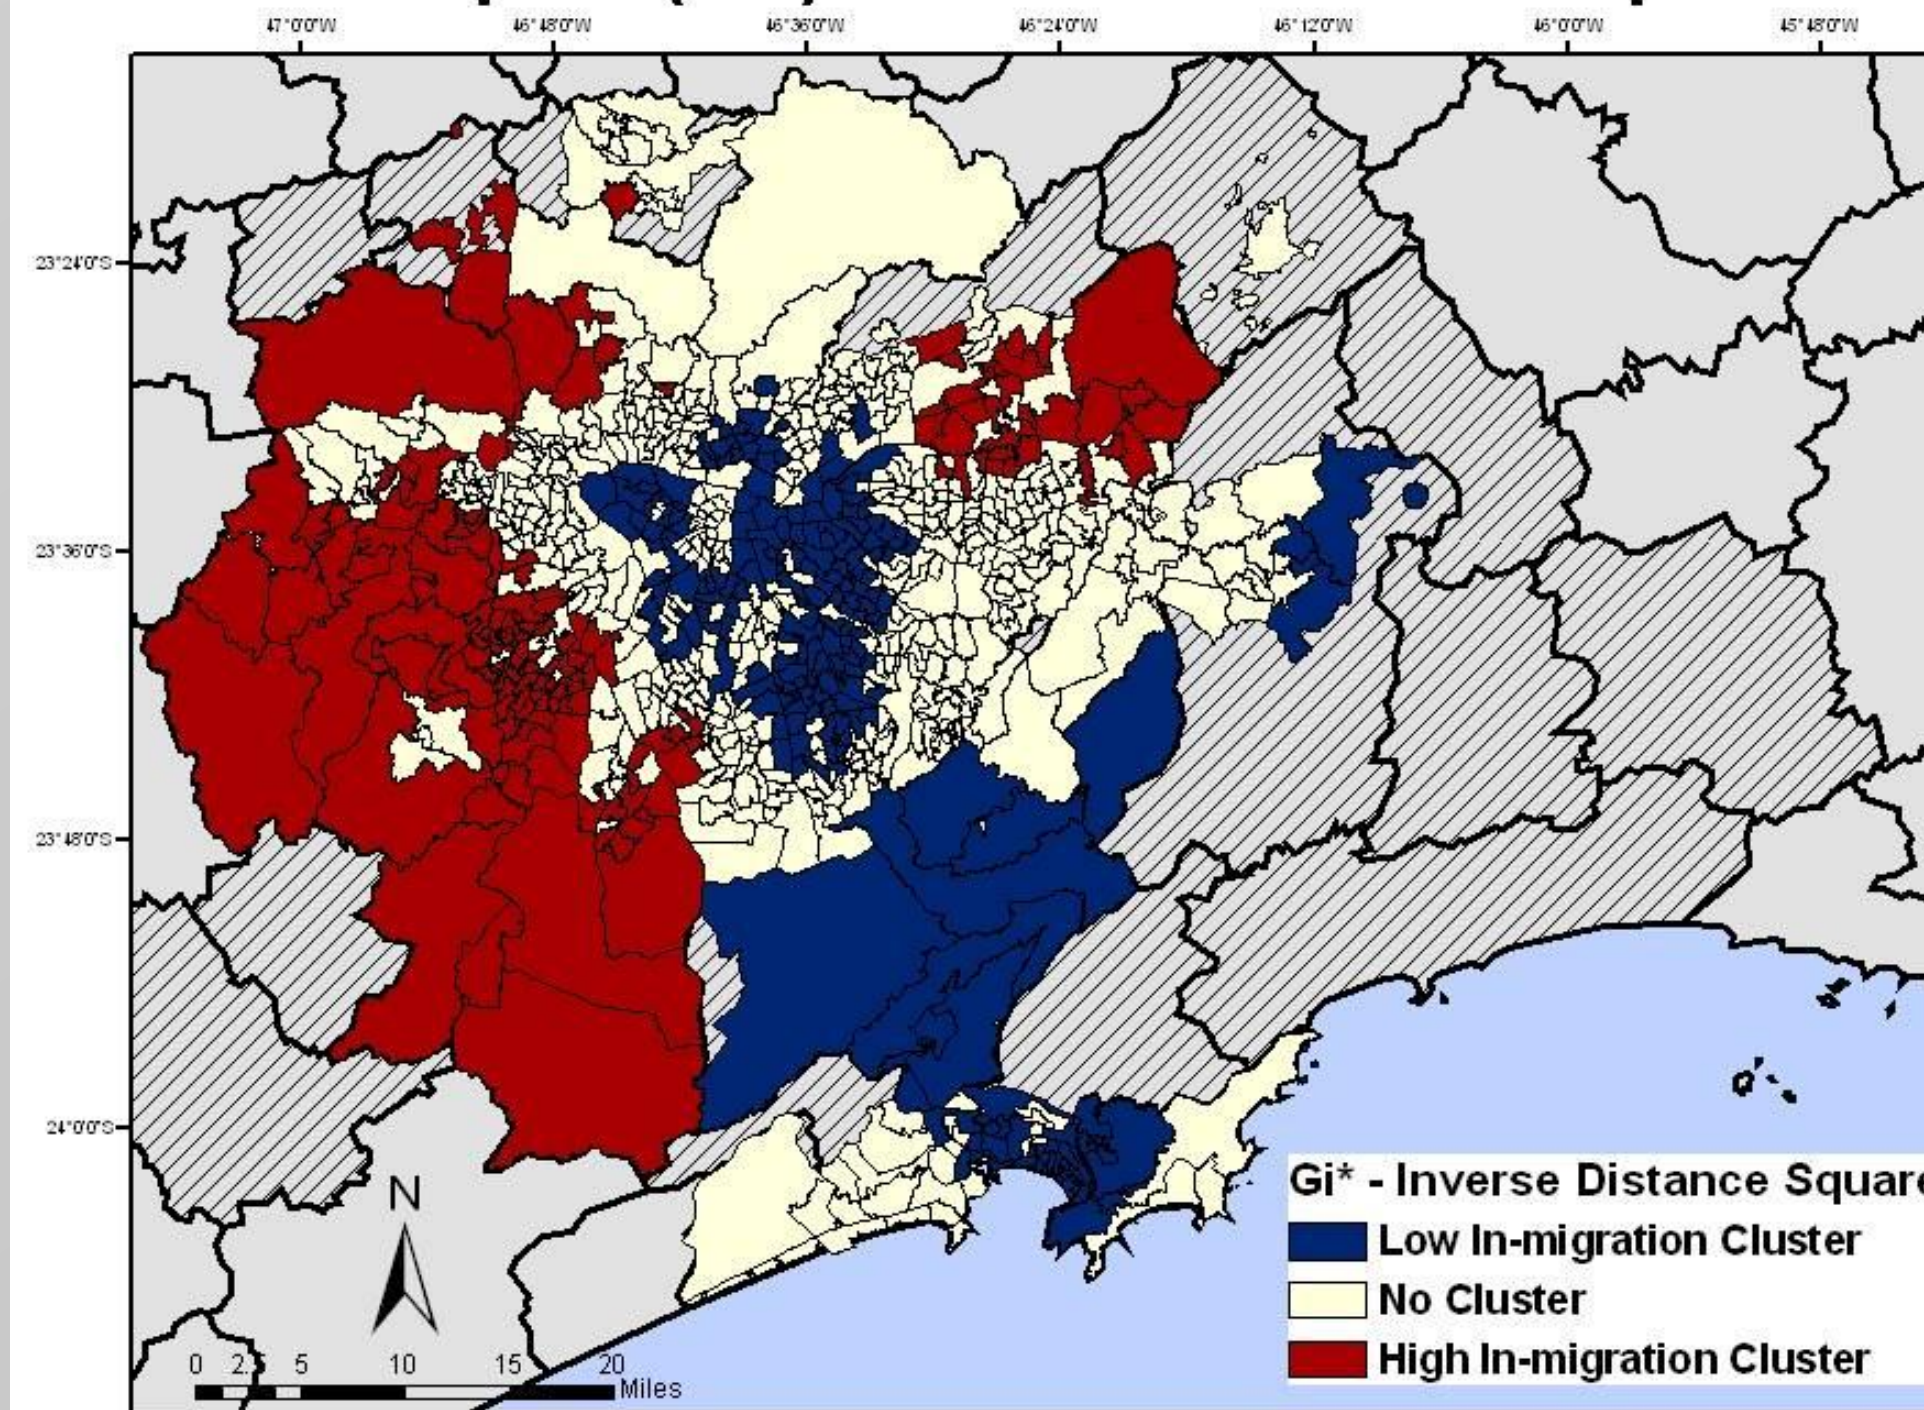 47°0'0"W 46°48'0"W 46°36'0"W 46°24'0"W 46°12'0"W 46°0'0"W 45°48'0"W
23°24'0"S
23°36'0"S
23°48'0"S
24°0'0"S
N
0 2. 5 10 15 20
Miles
Gi* - Inverse Distance Square
Low In-migration Cluster
No Cluster
High In-migration Cluster